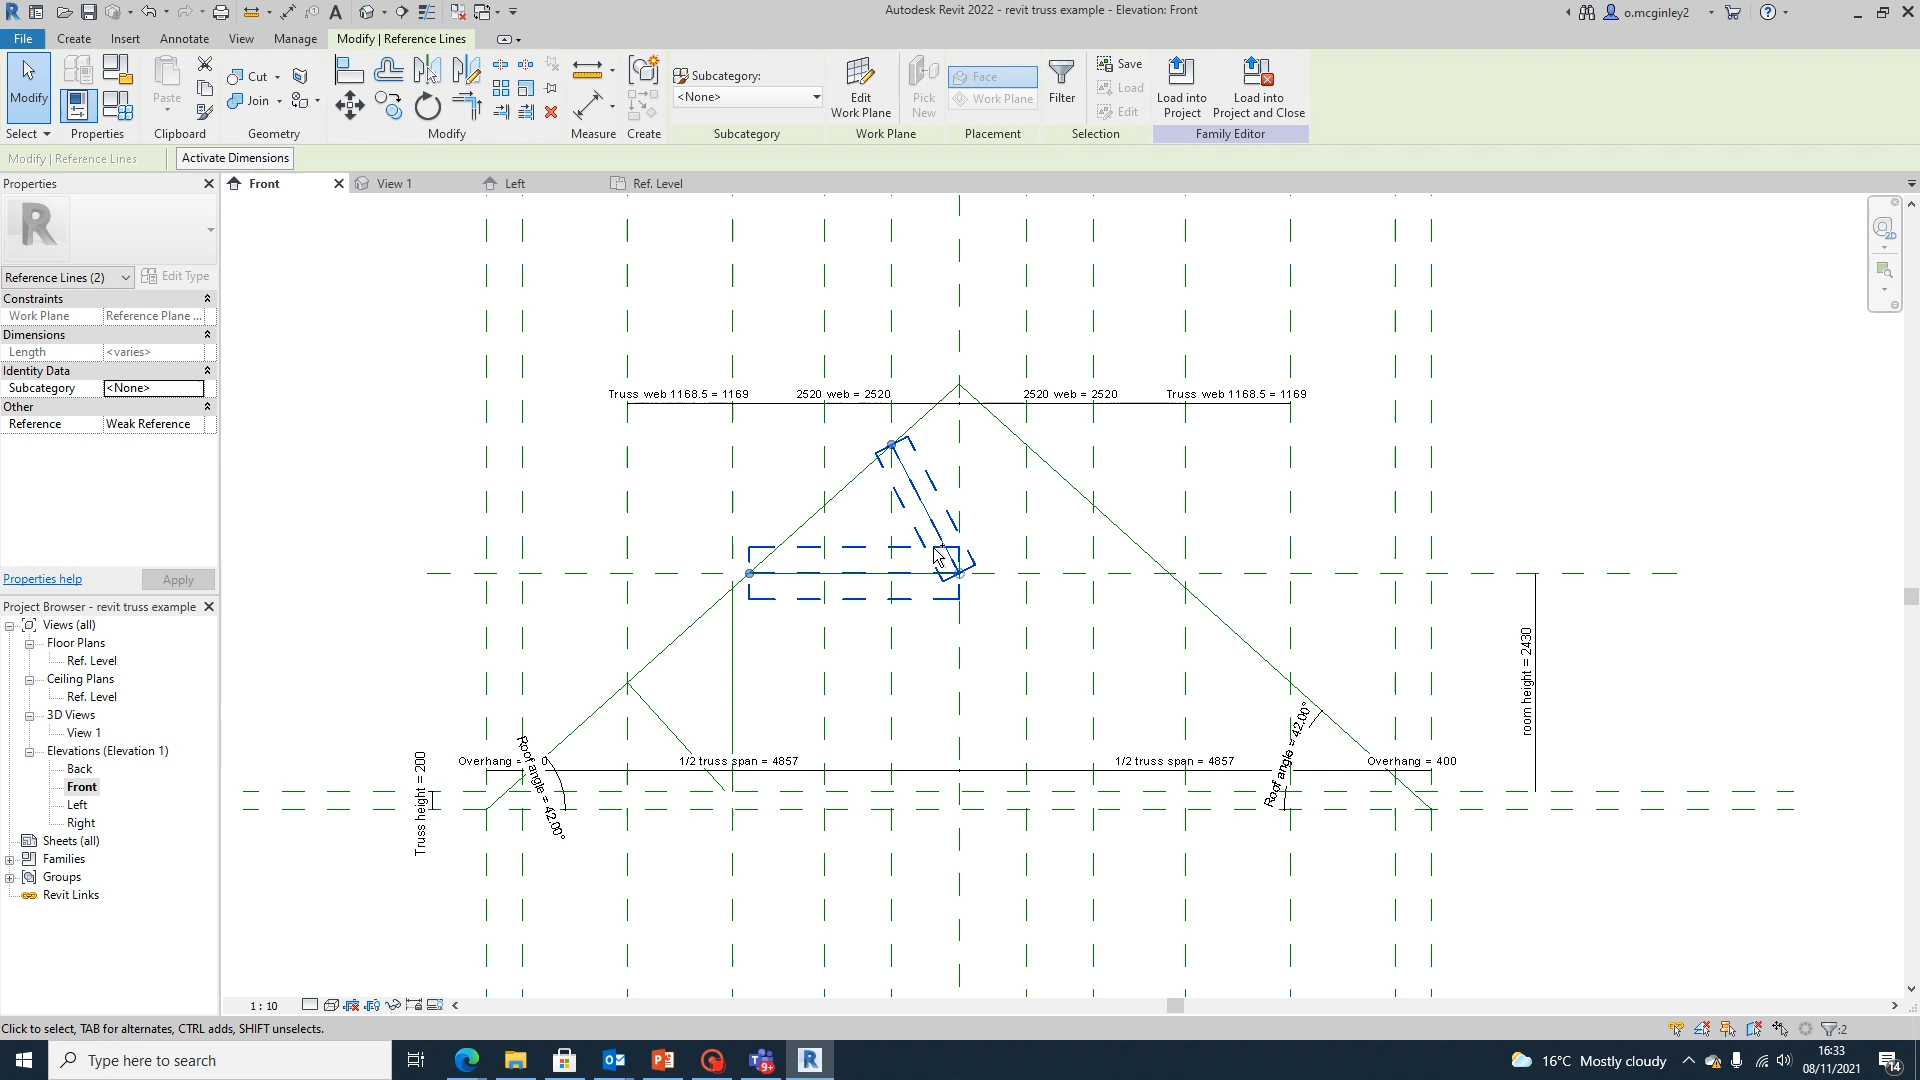 Autodesk Revit 2022 - revit truss example - Elevation: Front
o.mcginley2
File Create Insert Annotate View Manage Modify | Reference Lines
Modify
Paste
Cut
Join
Subcategory:
<None>
Edit
Work Plane
Pick
New
Face
Work Plane
Filter
Save
Load
Edit
Load into
Project
Load into
Project and Close
Select Properties Clipboard Geometry Modify Measure Create Subcategory Work Plane Placement Selection Family Editor
Modify | Reference Lines
Activate Dimensions
Properties
Front
View 1
Left
Ref. Level
R
Reference Lines (2)
Edit Type
Constraints
Work Plane Reference Plane ...
Dimensions
Length <varies>
Identity Data
Subcategory <None>
Other
Reference Weak Reference
Properties help
Apply
Project Browser - revit truss example
Views (all)
Floor Plans
Ref. Level
Ceiling Plans
Ref. Level
3D Views
View 1
Elevations (Elevation 1)
Back
Front
Left
Right
Sheets (all)
Families
Groups
Revit Links
Truss web 1168.5 = 1169
2520 web = 2520
2520 web = 2520
Truss web 1168.5 = 1169
room height = 2430
Truss height = 200
Overhang = 0
Roof angle = 42.00°
1/2 truss span = 4857
1/2 truss span = 4857
Roof angle = 42.00°
Overhang = 400
2D
1 : 10
Click to select, TAB for alternates, CTRL adds, SHIFT unselects.
:2
Type here to search
9+
16°C Mostly cloudy
16:33
08/11/2021
14